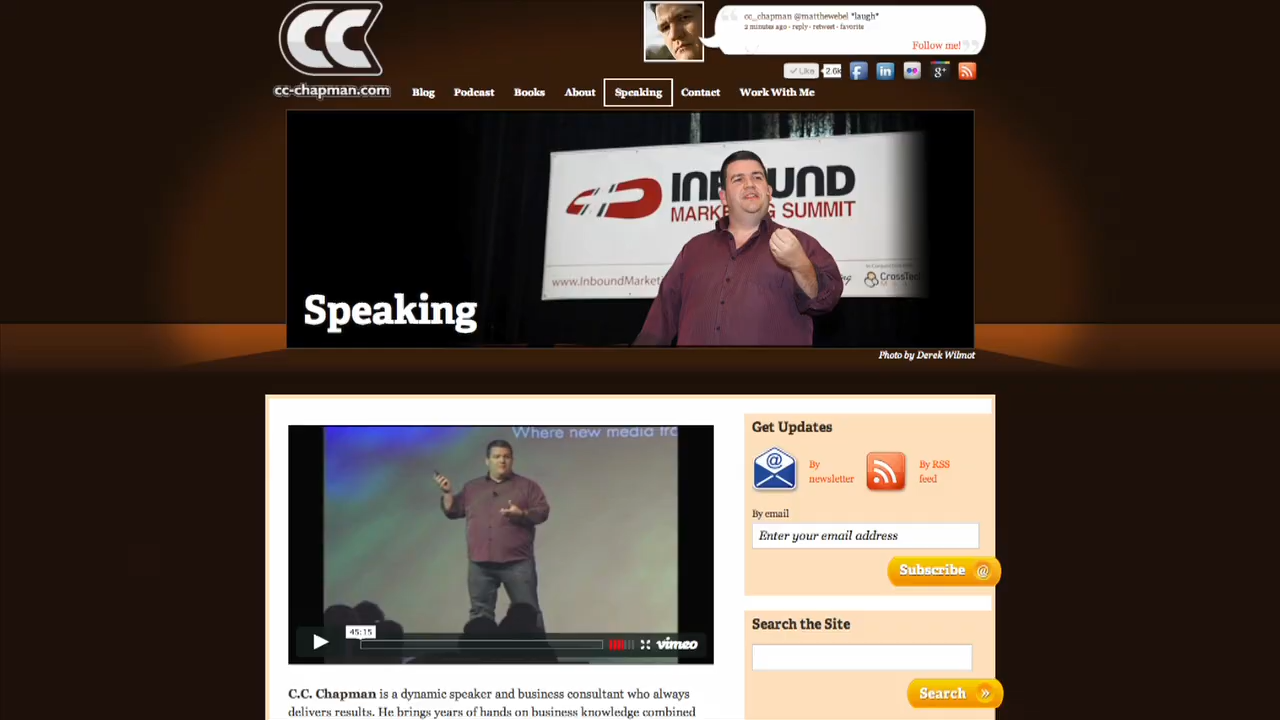 CC
cc-chapman.com
cc_chapman @matthewebel *laugh*
2 minutes ago · reply · retweet · favorite
Follow me!
Like
2.6k
Blog
Podcast
Books
About
Speaking
Contact
Work With Me
INBOUND
MARKETING SUMMIT
www.InboundMarketi
CrossTech
Speaking
Photo by Derek Wilmot
Where new media fra
45:15
vimeo
C.C. Chapman is a dynamic speaker and business consultant who always
delivers results. He brings years of hands on business knowledge combined
Get Updates
By
newsletter
By RSS
feed
By email
Enter your email address
Subscribe @
Search the Site
Search »